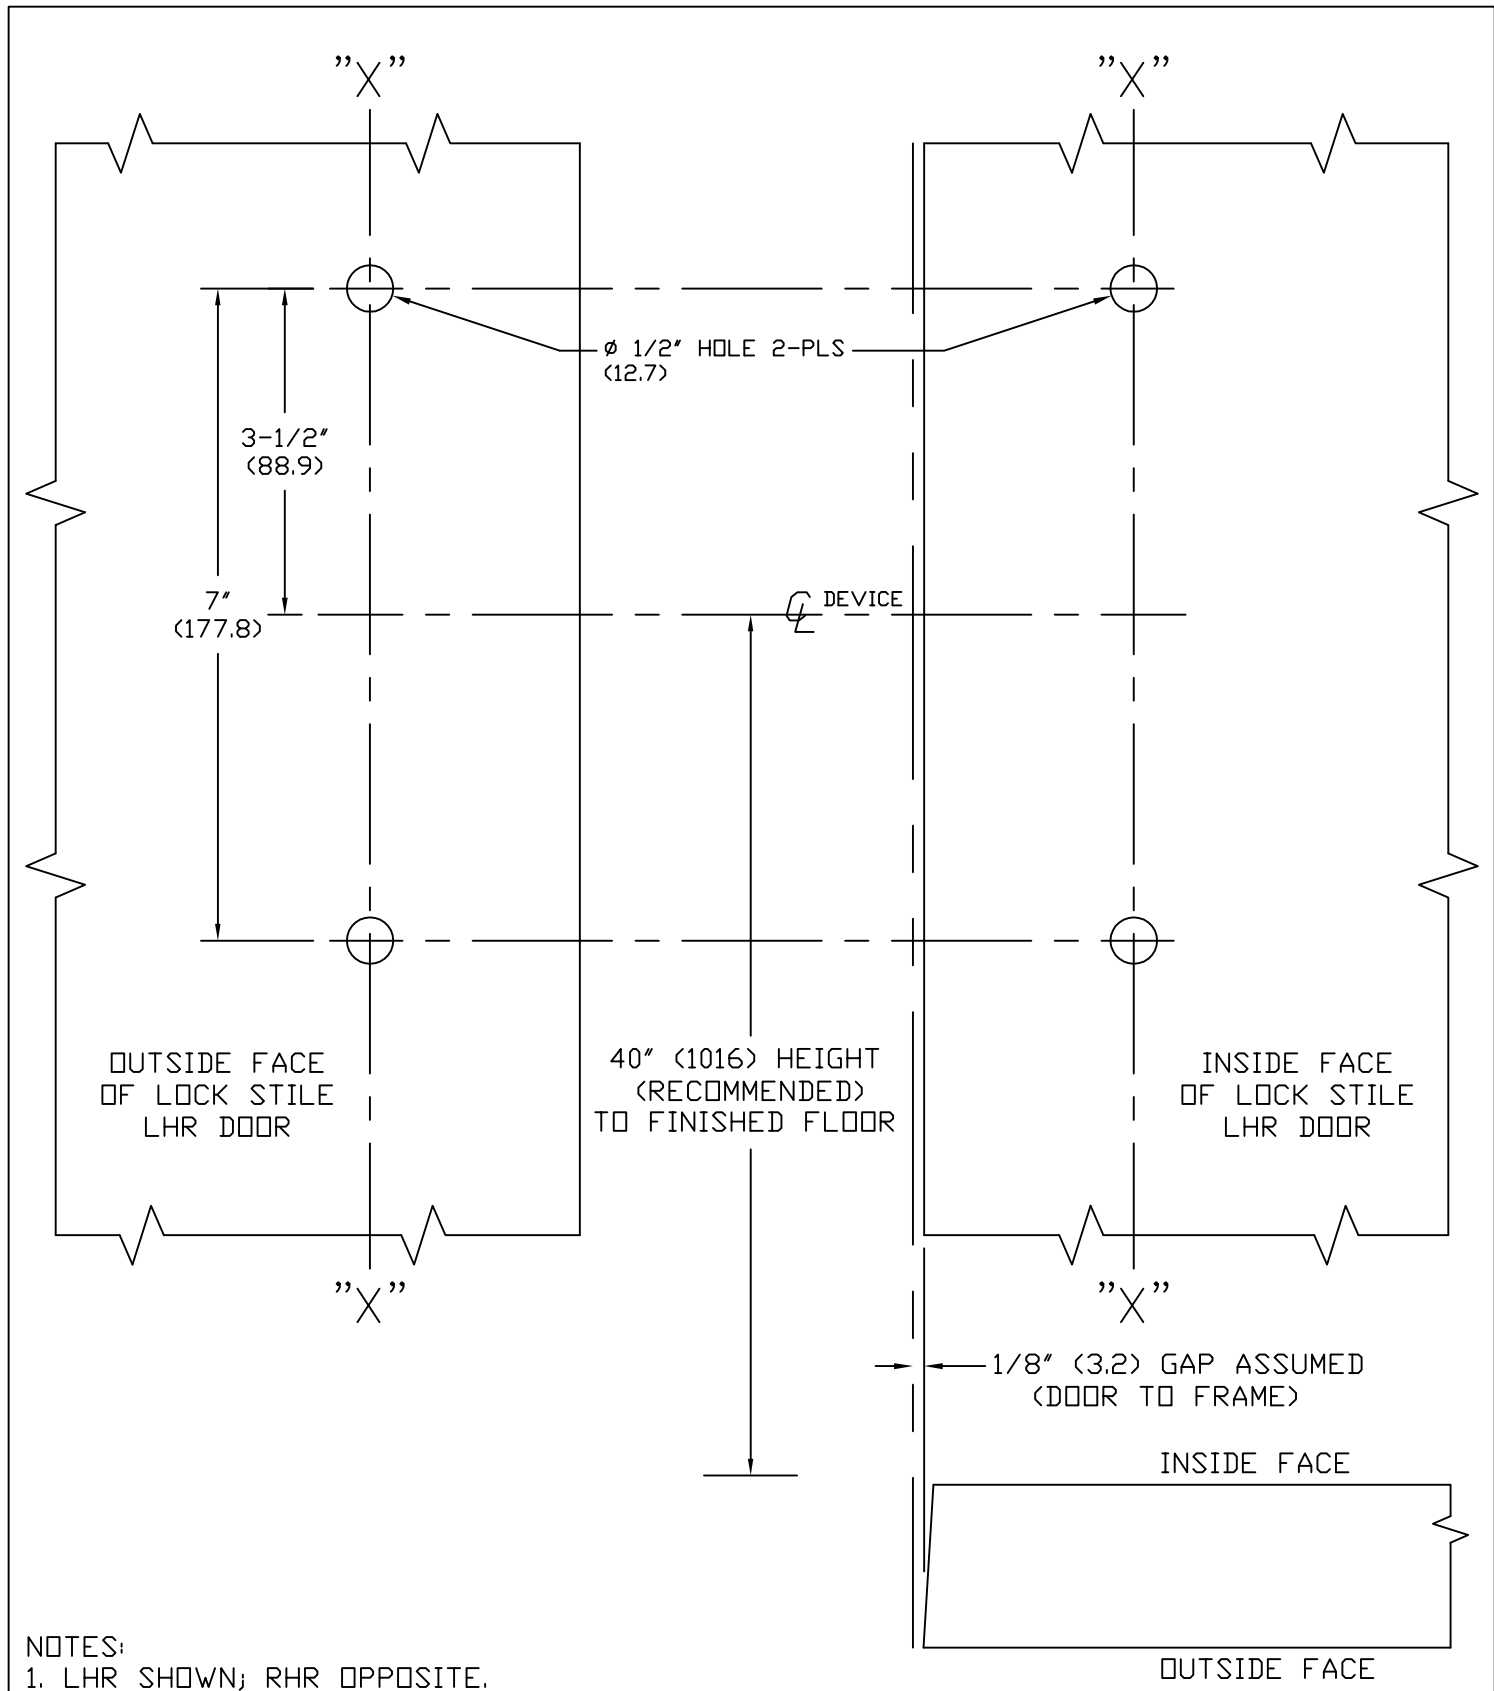 "X" "X"
Ø 1/2" HOLE 2-PLS
(12.7)
3-1/2"
(88.9)
7"
(177.8)
℄ DEVICE
OUTSIDE FACE
OF LOCK STILE
LHR DOOR
40" (1016) HEIGHT
(RECOMMENDED)
TO FINISHED FLOOR
INSIDE FACE
OF LOCK STILE
LHR DOOR
"X" "X"
1/8" (3.2) GAP ASSUMED
(DOOR TO FRAME)
INSIDE FACE
OUTSIDE FACE
NOTES:
1. LHR SHOWN; RHR OPPOSITE.